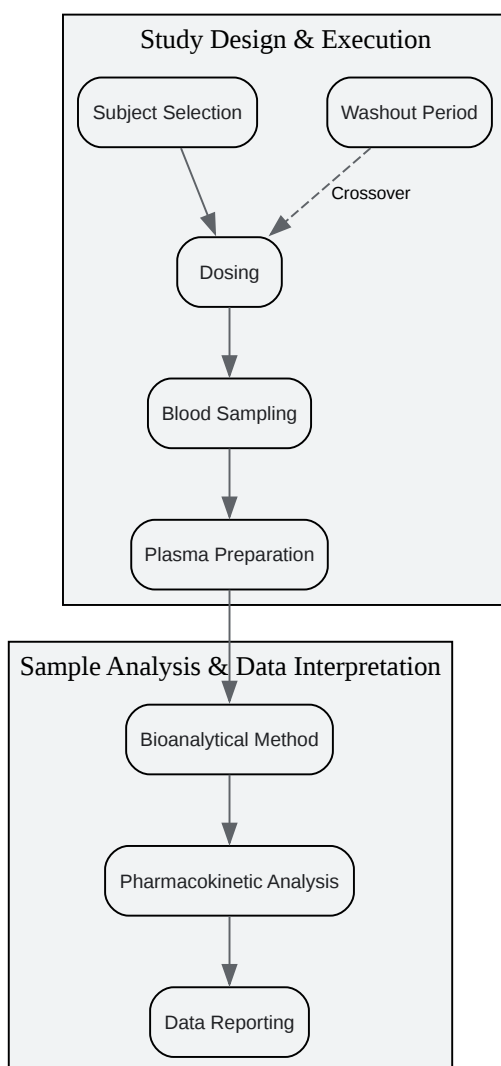 Study Design & Execution
Subject Selection
Washout Period
Crossover
Dosing
Blood Sampling
Plasma Preparation
Sample Analysis & Data Interpretation
Bioanalytical Method
Pharmacokinetic Analysis
Data Reporting